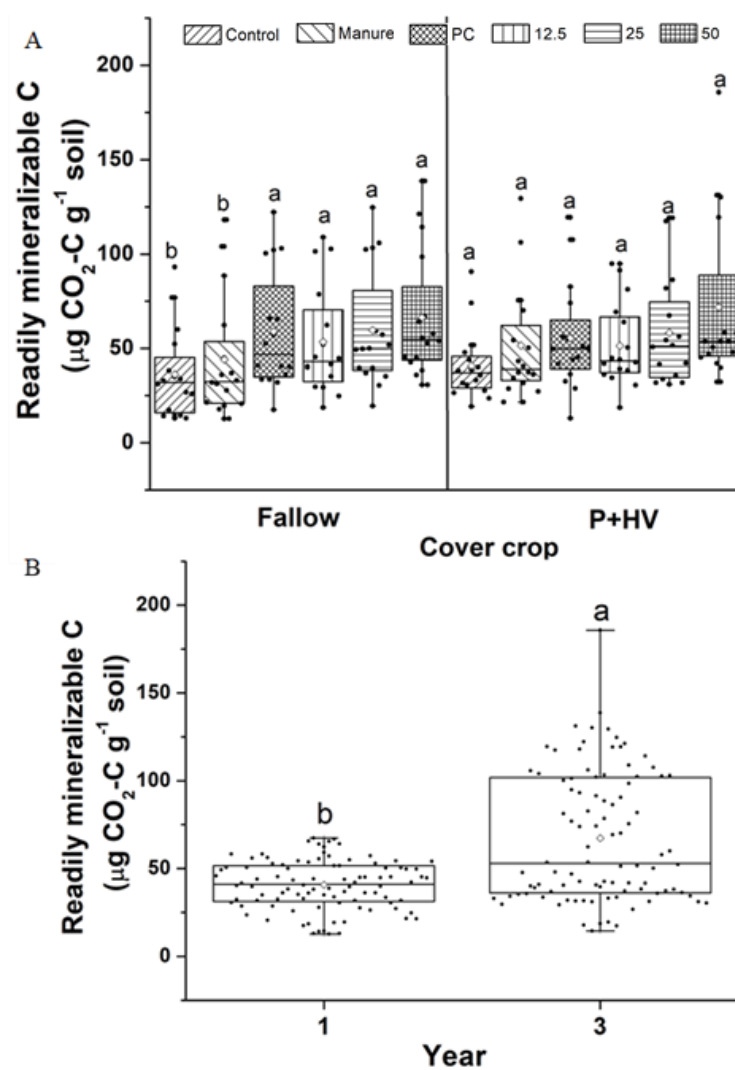 A
Control Manure PC 12.5 25 50
Readily mineralizable C
(µg CO₂-C g⁻¹ soil)
200
150
100
50
0
b b a a a a
a a a a a a
Fallow P+HV
Cover crop
B
Readily mineralizable C
(µg CO₂-C g⁻¹ soil)
200
150
100
50
0
b a
1 3
Year